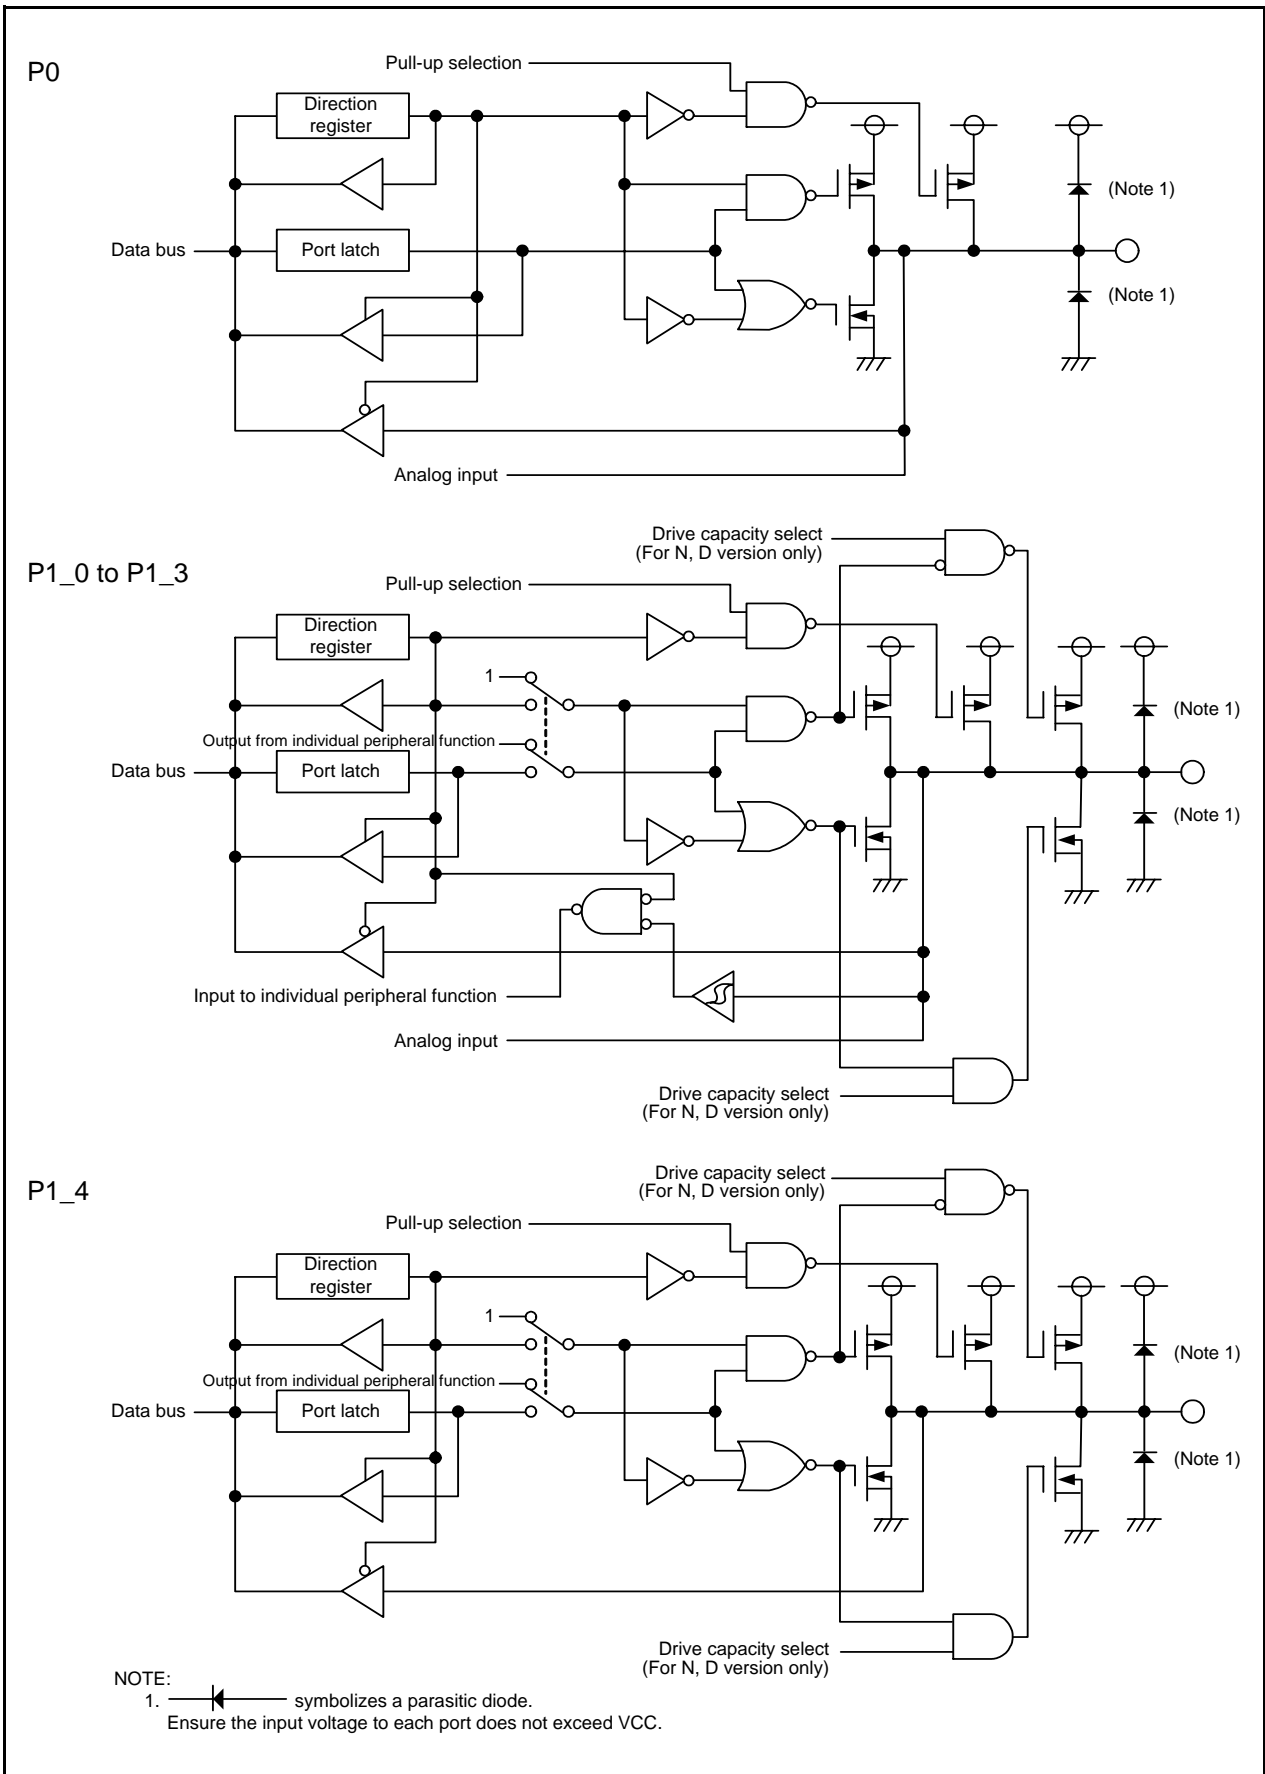 P0
Pull-up selection
Direction
register
(Note 1)
Data bus
Port latch
(Note 1)
Analog input
Drive capacity select
(For N, D version only)
P1_0 to P1_3
Pull-up selection
Direction
register
1
(Note 1)
Output from individual peripheral function
Data bus
Port latch
(Note 1)
Input to individual peripheral function
Analog input
Drive capacity select
(For N, D version only)
Drive capacity select
(For N, D version only)
P1_4
Pull-up selection
Direction
register
1
(Note 1)
Output from individual peripheral function
Data bus
Port latch
(Note 1)
Drive capacity select
(For N, D version only)
NOTE:
1. symbolizes a parasitic diode.
Ensure the input voltage to each port does not exceed VCC.